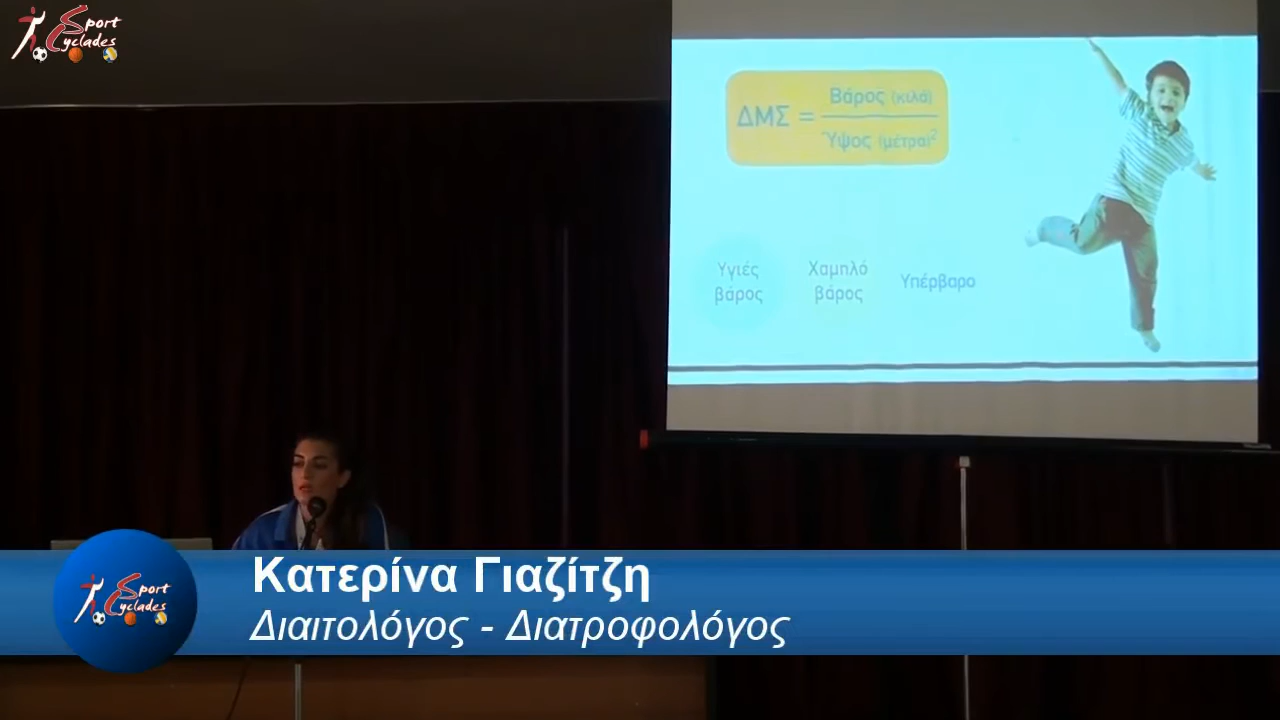 Sport
Cyclades
ΔΜΣ = Βάρος (κιλά)
Ύψος (μέτρα)²
Υγιές
βάρος
Χαμηλό
βάρος
Υπέρβαρο
Sport
Cyclades
Κατερίνα Γιαζίτζη
Διαιτολόγος - Διατροφολόγος